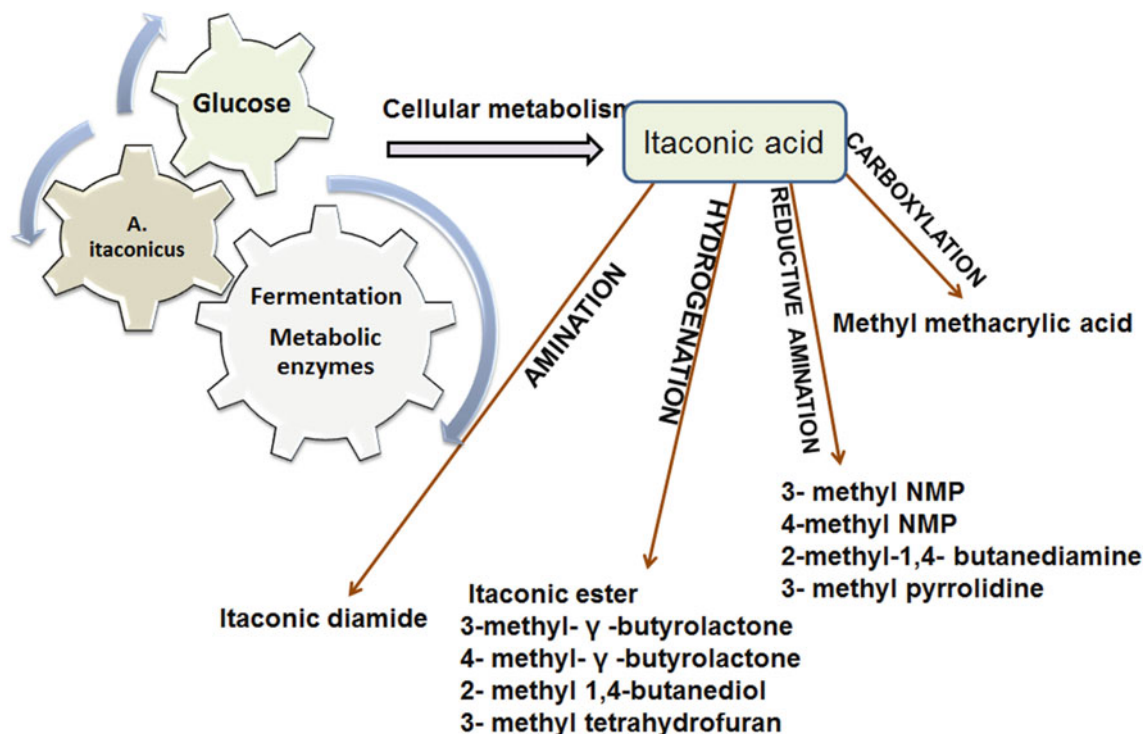 Glucose
A.
itaconicus
Fermentation
Metabolic
enzymes
Cellular metabolism
Itaconic acid
AMINATION
HYDROGENATION
REDUCTIVE AMINATION
CARBOXYLATION
Methyl methacrylic acid
3- methyl NMP
4-methyl NMP
2-methyl-1,4- butanediamine
3- methyl pyrrolidine
Itaconic diamide
Itaconic ester
3-methyl- γ -butyrolactone
4- methyl- γ -butyrolactone
2- methyl 1,4-butanediol
3- methyl tetrahydrofuran